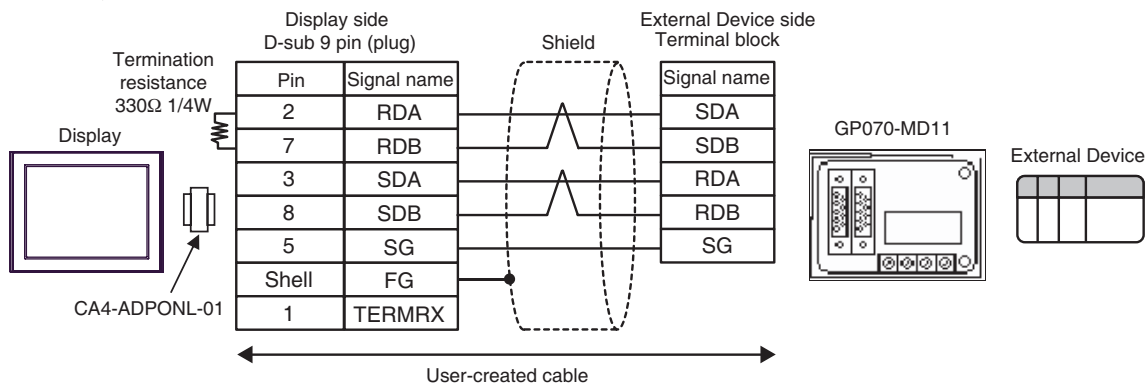 Display side
D-sub 9 pin (plug)
Shield
External Device side
Terminal block
Termination
resistance
330Ω 1/4W
Display
CA4-ADPONL-01
Pin Signal name
2 RDA
7 RDB
3 SDA
8 SDB
5 SG
Shell FG
1 TERMRX
Signal name
SDA
SDB
RDA
RDB
SG
GP070-MD11
External Device
User-created cable